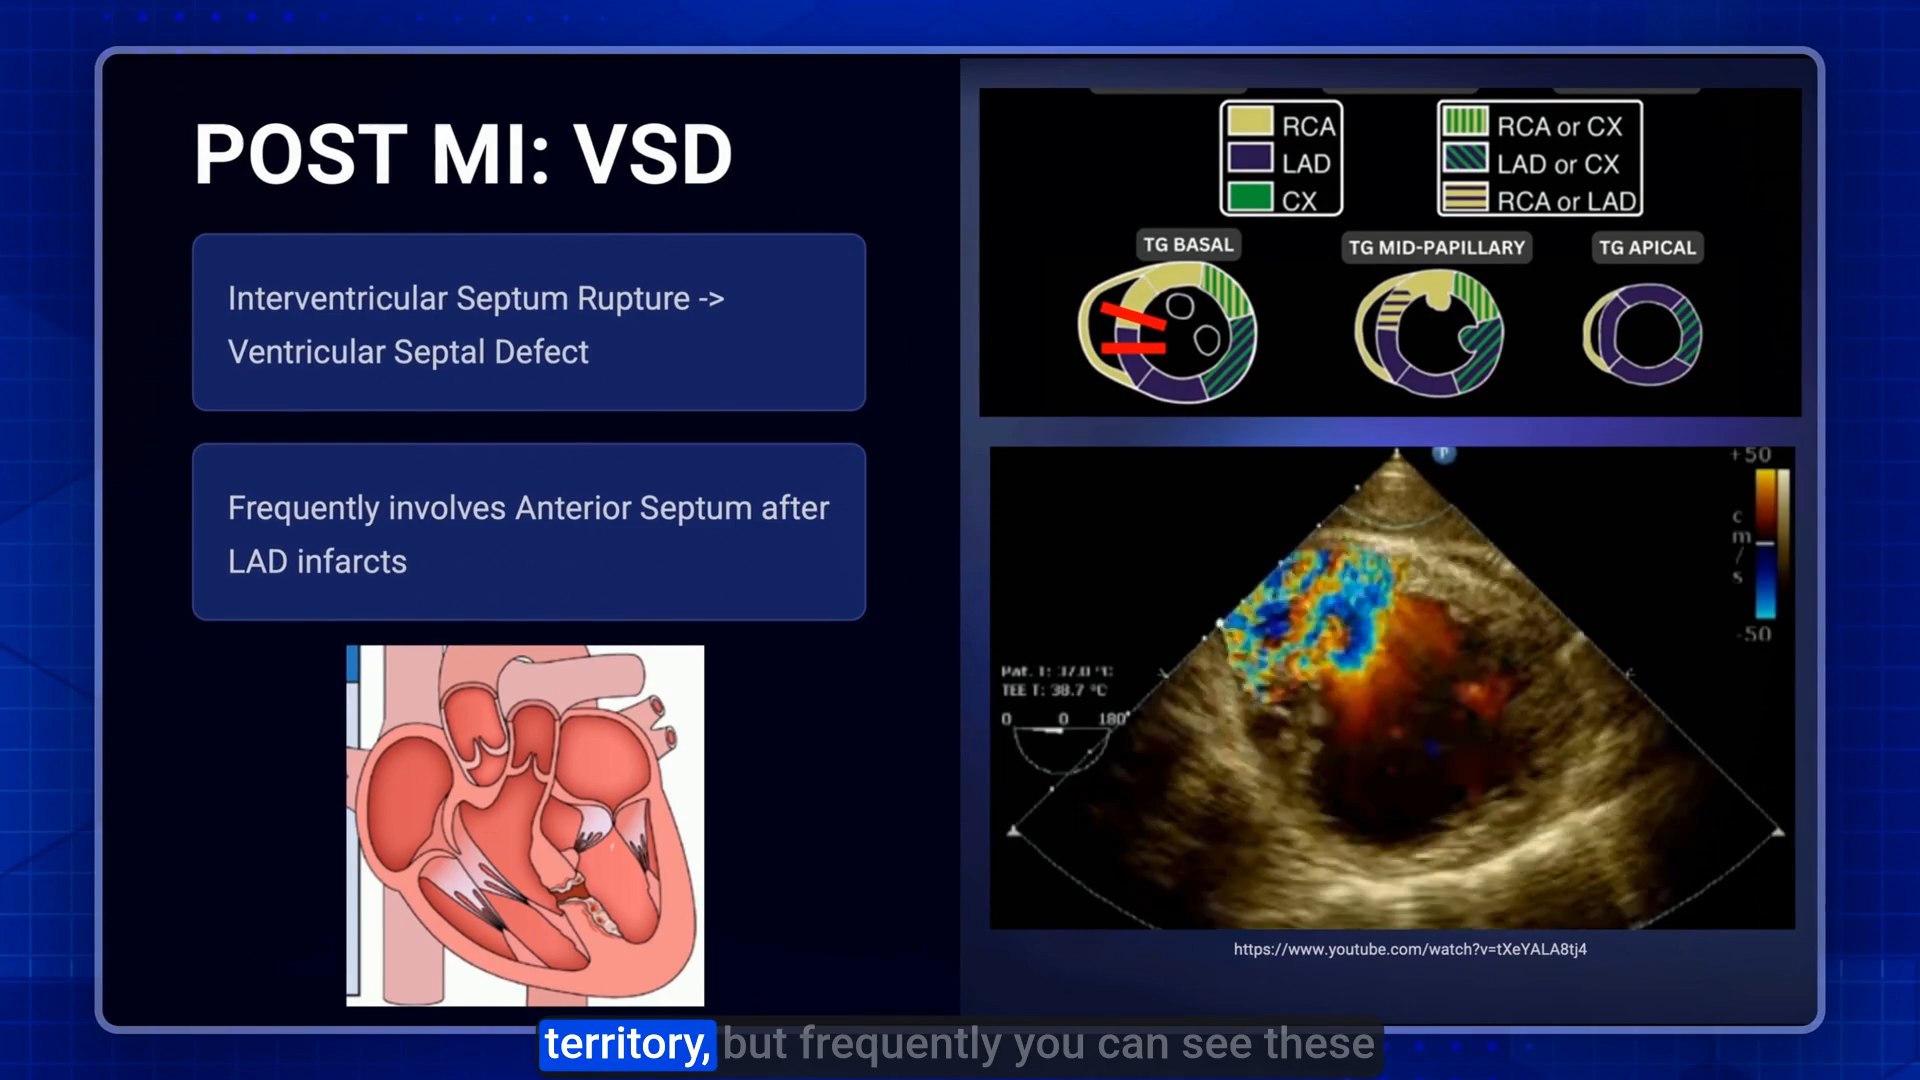 POST MI: VSD
Interventricular Septum Rupture ->
Ventricular Septal Defect
Frequently involves Anterior Septum after
LAD infarcts
RCA
LAD
CX
RCA or CX
LAD or CX
RCA or LAD
TG BASAL
TG MID-PAPILLARY
TG APICAL
P
+50
c
m
/
s
-50
Pat. T: 37.0 °C
TEE T: 38.7 °C
0 0 180
https://www.youtube.com/watch?v=tXeYALA8tj4
territory, but frequently you can see these